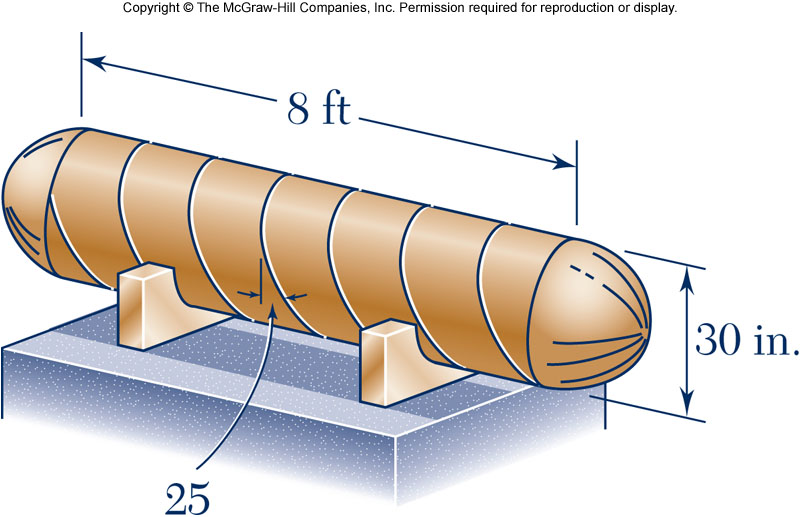 Copyright © The McGraw-Hill Companies, Inc. Permission required for reproduction or display.
8 ft
30 in.
25